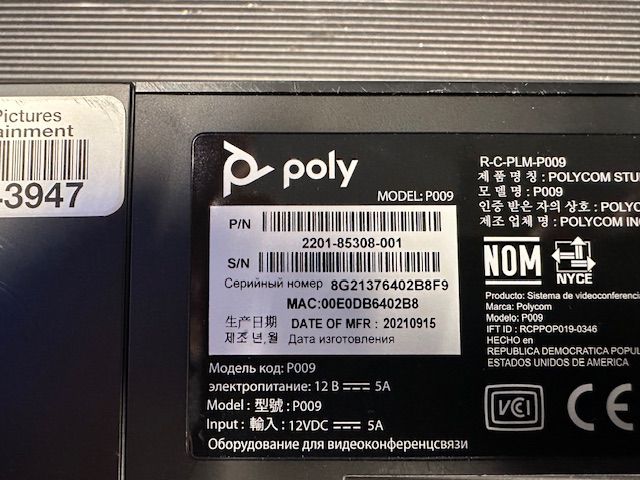 Pictures
ainment
3947
poly
MODEL: P009
P/N
2201-85308-001
S/N
Серийный номер 8G21376402B8F9
MAC:00E0DB6402B8
生产日期 DATE OF MFR : 20210915
제조 년.월 Дата изготовления
Модель код: P009
электропитание: 12 В 5A
Model : 型號 : P009
Input : 輸入 : 12VDC 5A
Оборудование для видеоконференцсвязи
R-C-PLM-P009
제 품 명 칭 : POLYCOM STU
모 델 명 : P009
인증 받은 자의 상호 : POLYC
제조 업체 명 : POLYCOM INC
NOM
NYCE
Producto: Sistema de videoconferenci
Marca: Polycom
Modelo: P009
IFT ID : RCPPOP019-0346
HECHO en
REPUBLICA DEMOCRATICA POPUL
ESTADOS UNIDOS DE AMERICA
VCI
CE